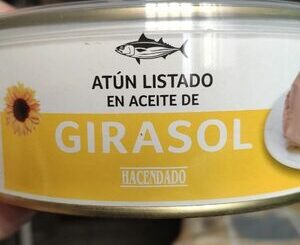 ATÚN LISTADO
EN ACEITE DE
GIRASOL
HACENDADO